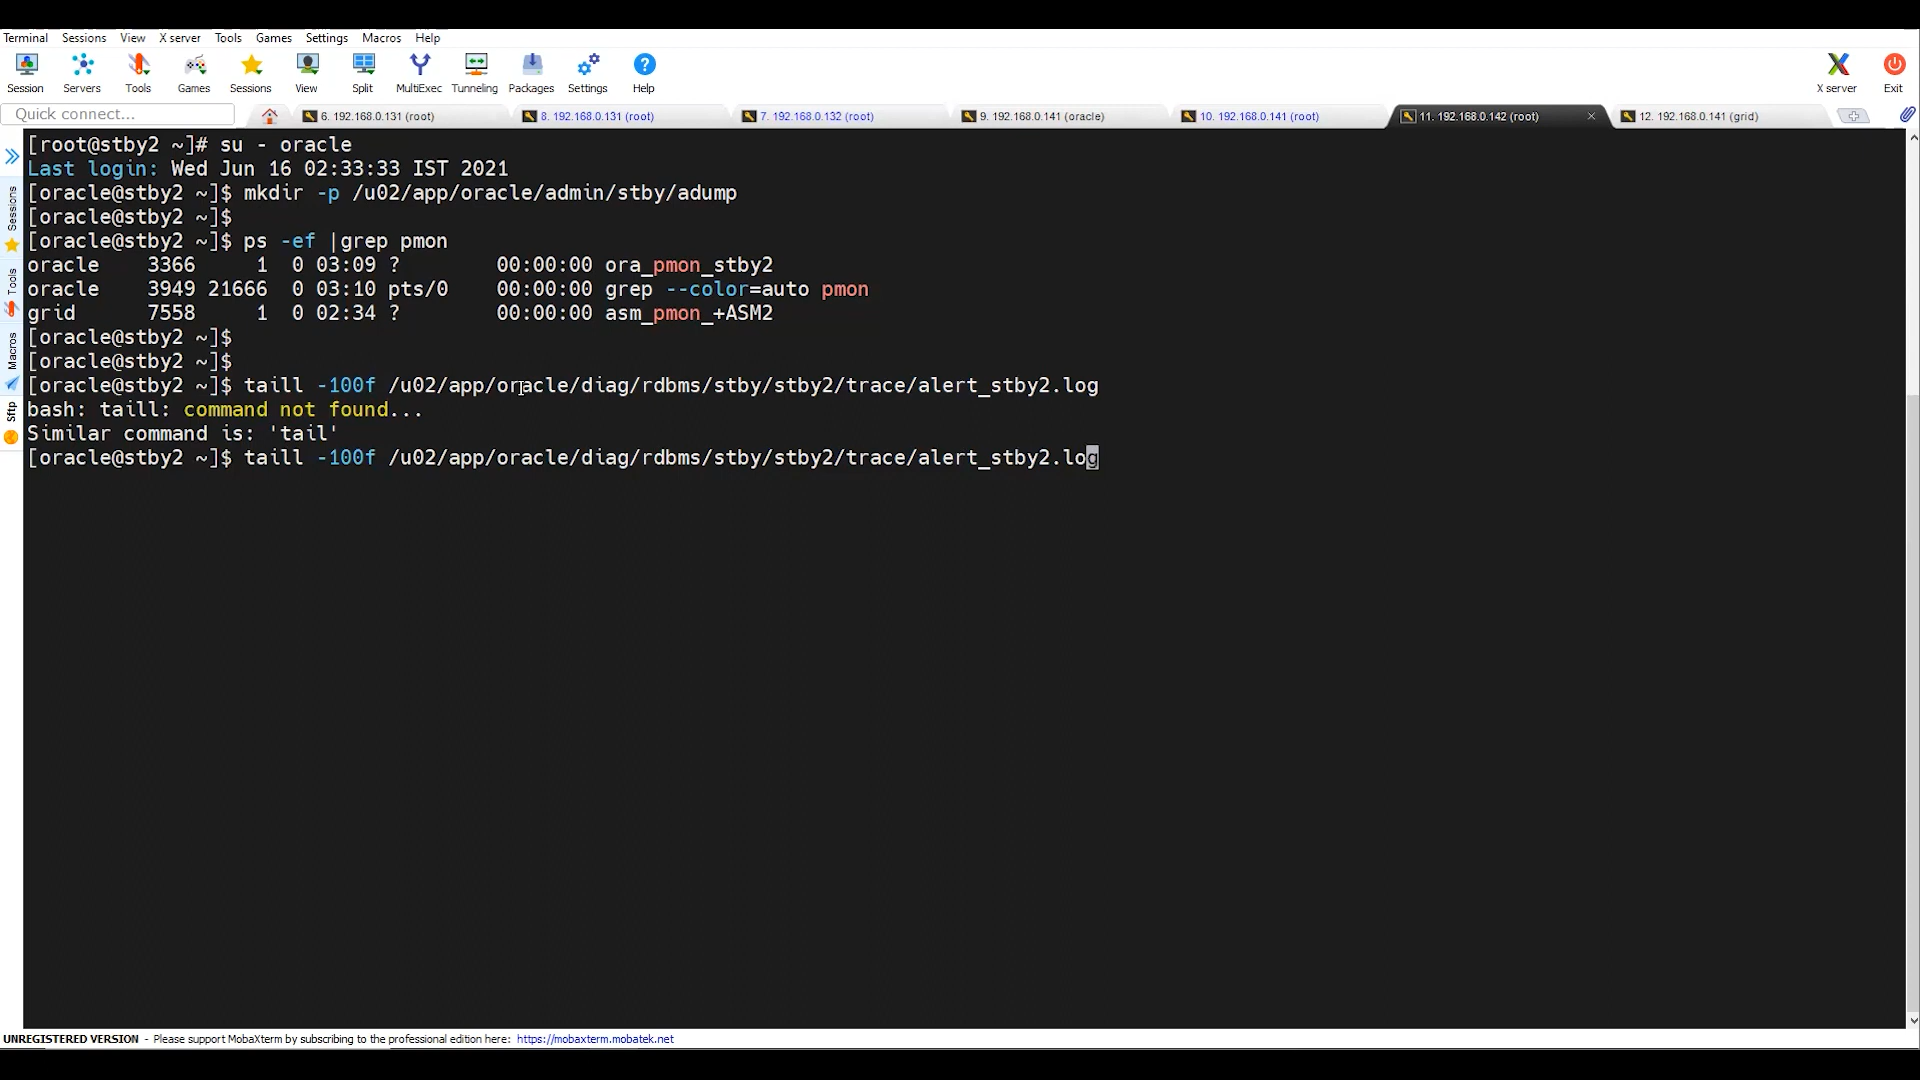 Terminal Sessions View X server Tools Games Settings Macros Help
Session Servers Tools Games Sessions View Split MultiExec Tunneling Packages Settings Help X server Exit
Quick connect... 6. 192.168.0.131 (root) 8. 192.168.0.131 (root) 7. 192.168.0.132 (root) 9. 192.168.0.141 (oracle) 10. 192.168.0.141 (root) 11. 192.168.0.142 (root) 12. 192.168.0.141 (grid)
Sessions
Tools
Macros
Sftp
[root@stby2 ~]# su - oracle
Last login: Wed Jun 16 02:33:33 IST 2021
[oracle@stby2 ~]$ mkdir -p /u02/app/oracle/admin/stby/adump
[oracle@stby2 ~]$
[oracle@stby2 ~]$ ps -ef |grep pmon
oracle    3366     1  0 03:09 ?        00:00:00 ora_pmon_stby2
oracle    3949 21666  0 03:10 pts/0    00:00:00 grep --color=auto pmon
grid      7558     1  0 02:34 ?        00:00:00 asm_pmon_+ASM2
[oracle@stby2 ~]$
[oracle@stby2 ~]$
[oracle@stby2 ~]$ taill -100f /u02/app/oracle/diag/rdbms/stby/stby2/trace/alert_stby2.log
bash: taill: command not found...
Similar command is: 'tail'
[oracle@stby2 ~]$ taill -100f /u02/app/oracle/diag/rdbms/stby/stby2/trace/alert_stby2.log
UNREGISTERED VERSION - Please support MobaXterm by subscribing to the professional edition here: https://mobaxterm.mobatek.net